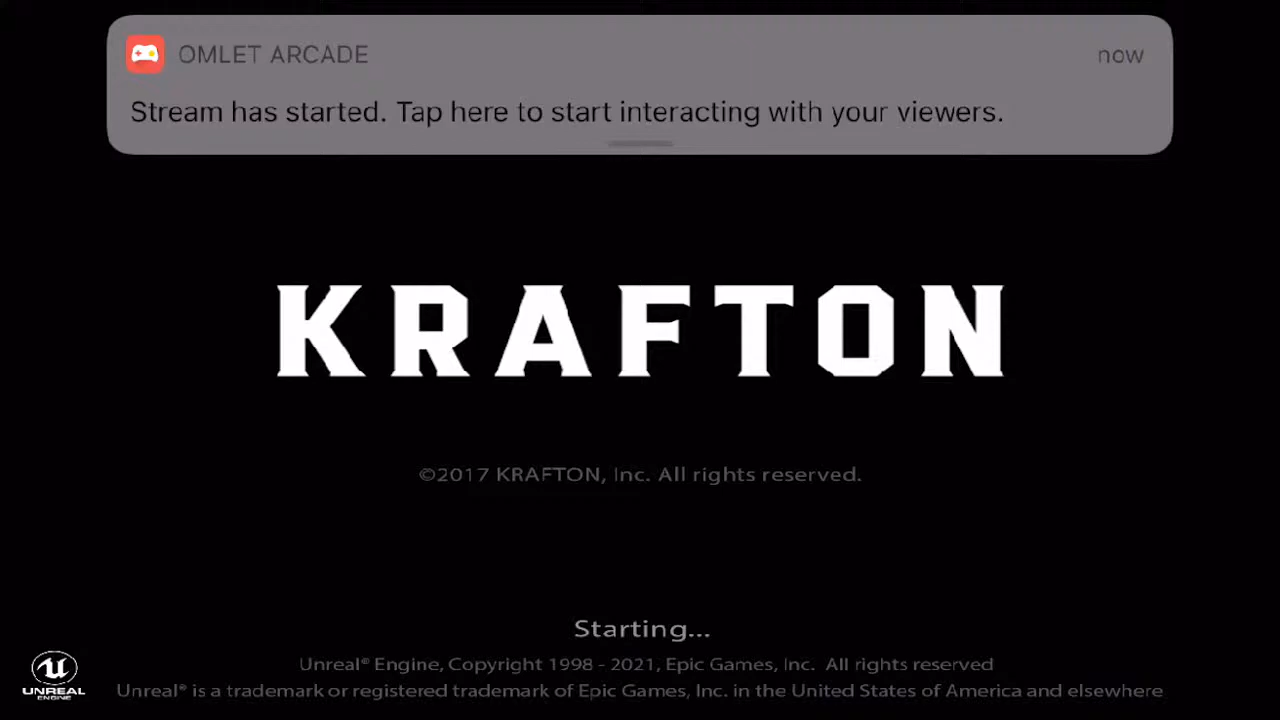 OMLET ARCADE now
Stream has started. Tap here to start interacting with your viewers.
KRAFTON
©2017 KRAFTON, Inc. All rights reserved.
Starting...
Unreal® Engine, Copyright 1998 - 2021, Epic Games, Inc. All rights reserved
Unreal® is a trademark or registered trademark of Epic Games, Inc. in the United States of America and elsewhere
UNREAL
ENGINE